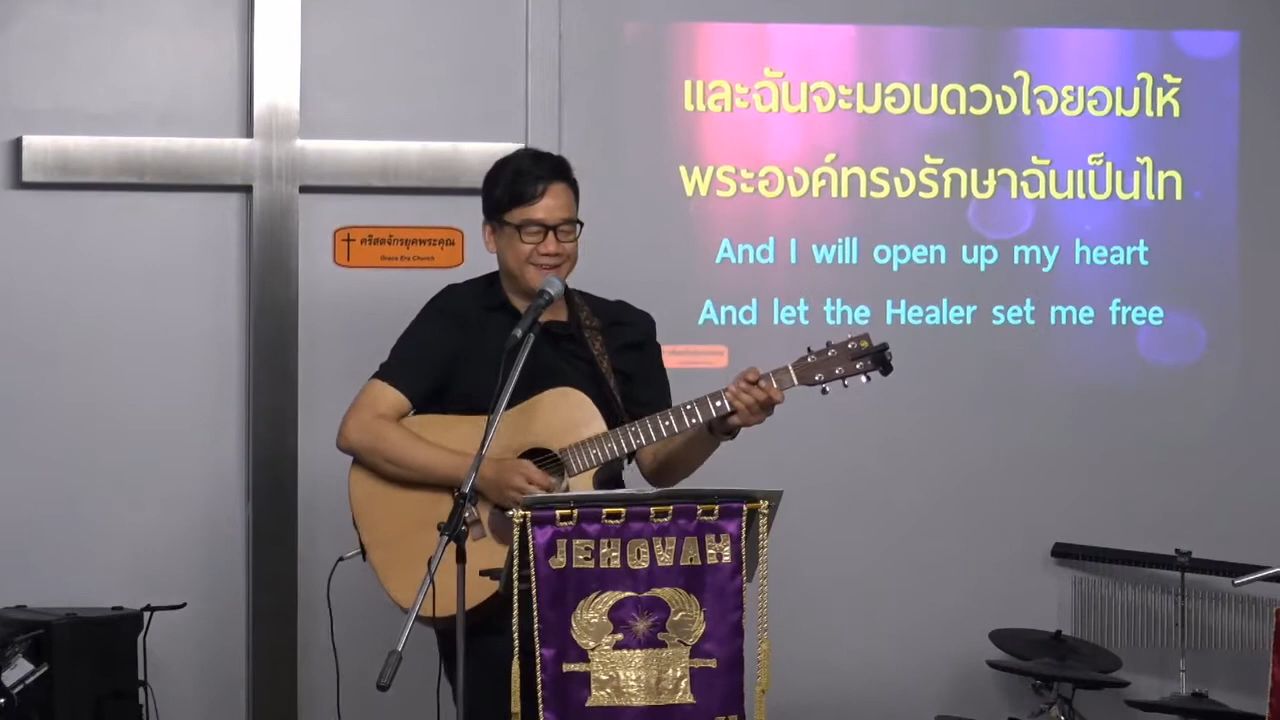 และฉันจะมอบดวงใจยอมให้
พระองค์ทรงรักษาฉันเป็นไท
And I will open up my heart
And let the Healer set me free
คริสตจักรยุคพระคุณ
Grace Era Church
JEHOVAH